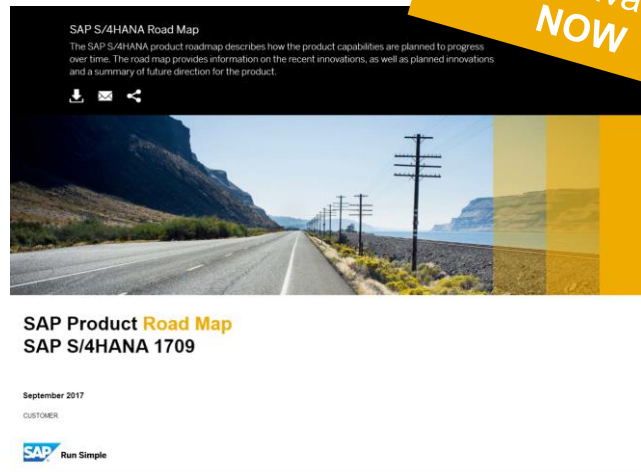 NOW
SAP S/4HANA Road Map
The SAP S/4HANA product roadmap describes how the product capabilities are planned to progress
over time. The road map provides information on the recent innovations, as well as planned innovations
and a summary of future direction for the product.
SAP Product Road Map
SAP S/4HANA 1709
September 2017
CUSTOMER
SAP Run Simple